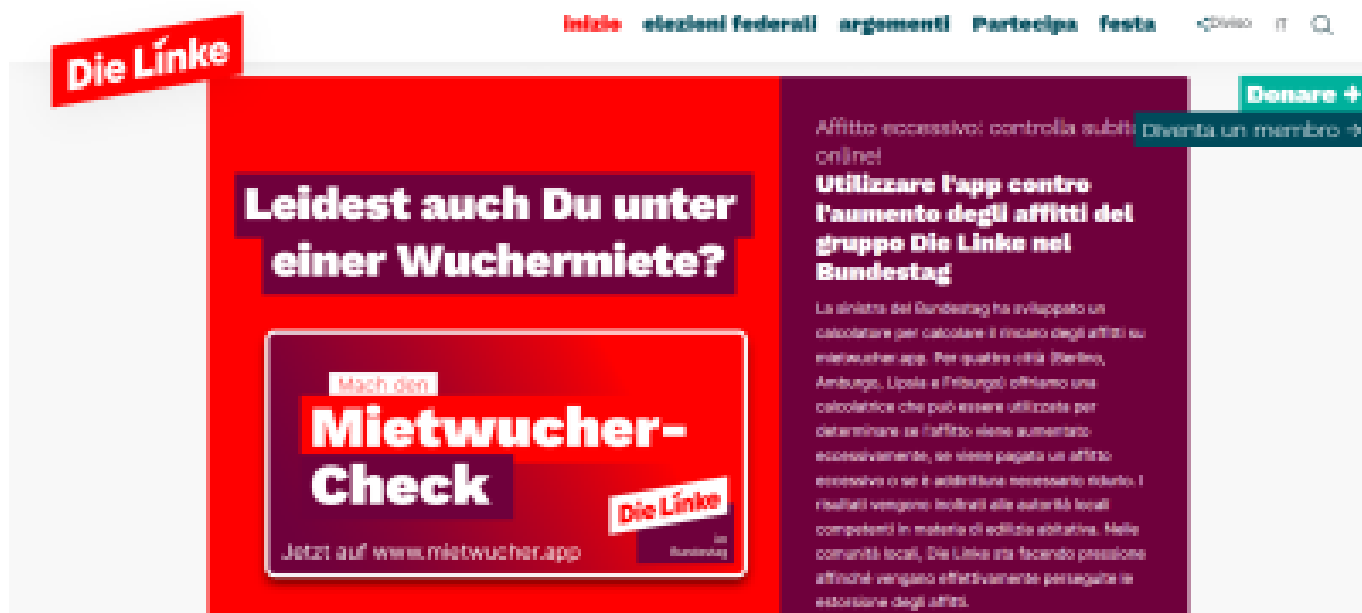 Die Linke
inizio elezioni federali argomenti Partecipa festa Diviso IT
Donare →
Diventa un membro →
Leidest auch Du unter
einer Wuchermiete?
Mach den
Mietwucher-
Check
Die Linke
im
Bundestag
Jetzt auf www.mietwucher.app
Affitto eccessivo: controlla subito
online!
Utilizzare l'app contro
l'aumento degli affitti del
gruppo Die Linke nel
Bundestag
La sinistra del Bundestag ha sviluppato un
calcolatore per calcolare il rincaro degli affitti su
mietwucher.app. Per quattro città (Berlino,
Amburgo, Lipsia e Friburgo) offriamo una
calcolatrice che può essere utilizzata per
determinare se l'affitto viene aumentato
eccessivamente, se viene pagato un affitto
eccessivo o se è addirittura necessario ridurlo. I
risultati vengono inoltrati alle autorità locali
competenti in materia di edilizia abitativa. Nelle
comunità locali, Die Linke sta facendo pressione
affinché vengano effettivamente perseguite le
estorsione degli affitti.